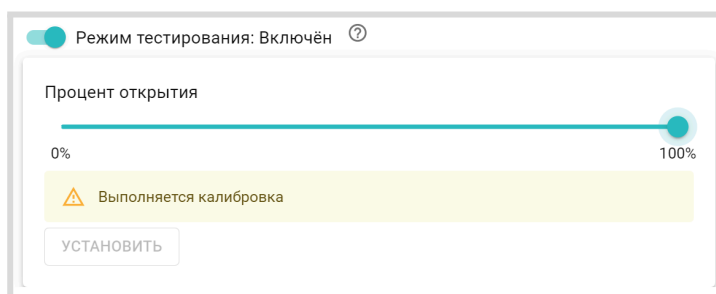 Режим тестирования: Включён ?
Процент открытия
0% 100%
Выполняется калибровка
УСТАНОВИТЬ